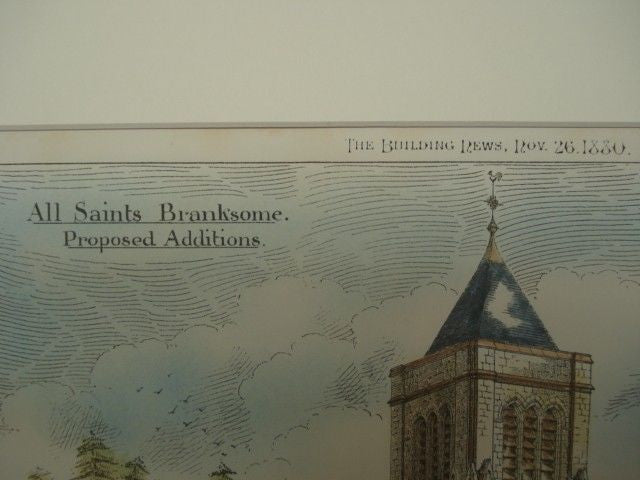 THE BUILDING NEWS, NOV. 26. 1880.
All Saints Branksome.
Proposed Additions.